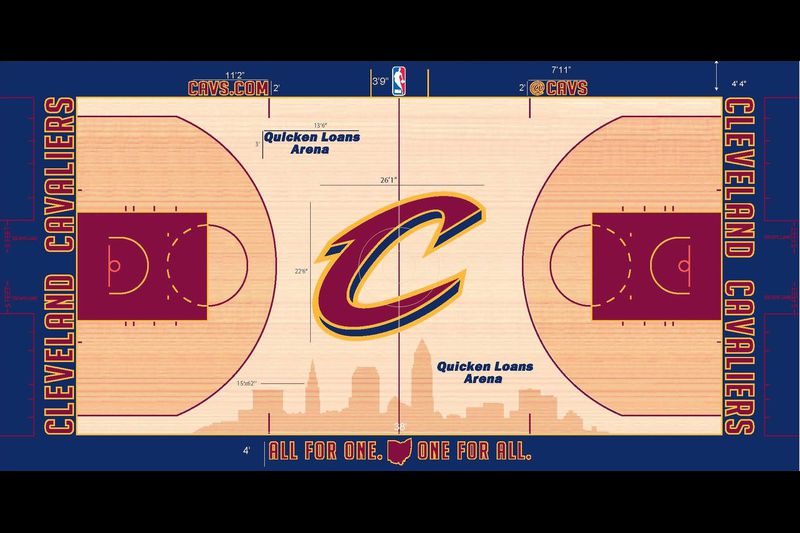 11'2"
3'9"
7'11"
CAVS.COM
2'
2'
@CAVS
4' 4"
CLEVELAND CAVALIERS
13'6"
3'
Quicken Loans
Arena
26'1"
22'6"
CLEVELAND CAVALIERS
Quicken Loans
Arena
15'x62'
38'
4'
ALL FOR ONE. ONE FOR ALL.